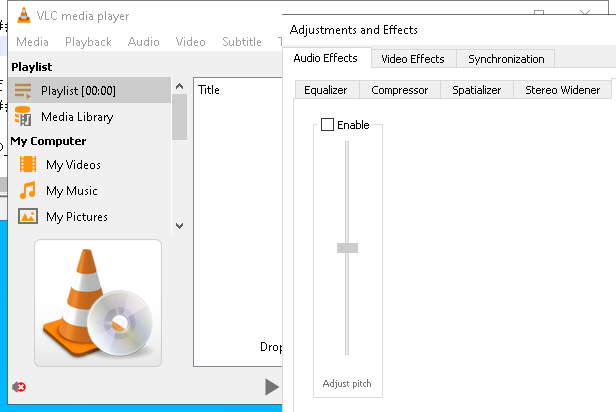 VLC media player
Media Playback Audio Video Subtitle
Playlist
Playlist [00:00]
Media Library
My Computer
My Videos
My Music
My Pictures
Title
Adjustments and Effects
Audio Effects Video Effects Synchronization
Equalizer Compressor Spatializer Stereo Widener
Enable
Adjust pitch